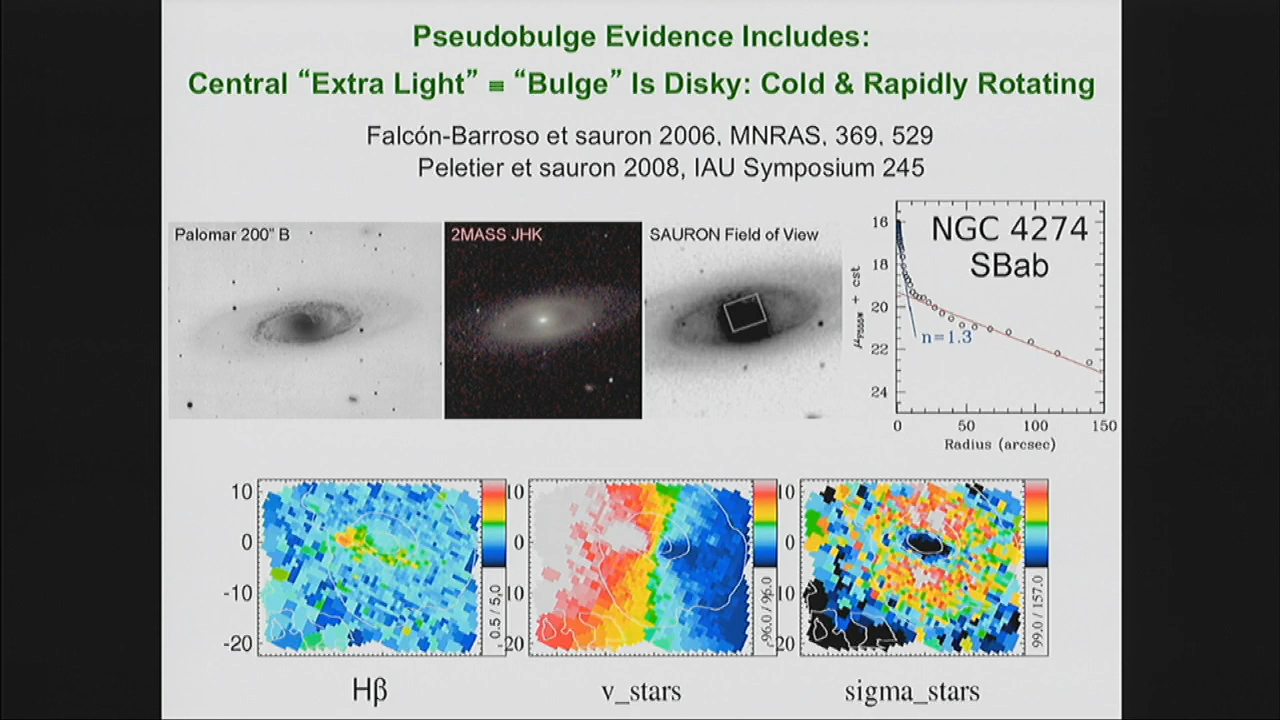 Pseudobulge Evidence Includes:
Central “Extra Light” ≡ “Bulge” Is Disky: Cold & Rapidly Rotating
Falcón-Barroso et sauron 2006, MNRAS, 369, 529
Peletier et sauron 2008, IAU Symposium 245
Palomar 200" B
2MASS JHK
SAURON Field of View
NGC 4274
SBab
n=1.3
16
18
20
22
24
μF555W + cst
0 50 100 150
Radius (arcsec)
10
0
-10
-20
0.5 / 5.0
10
0
10
20
-96.0 / 96.0
10
0
10
20
99.0 / 157.0
Hβ
v_stars
sigma_stars